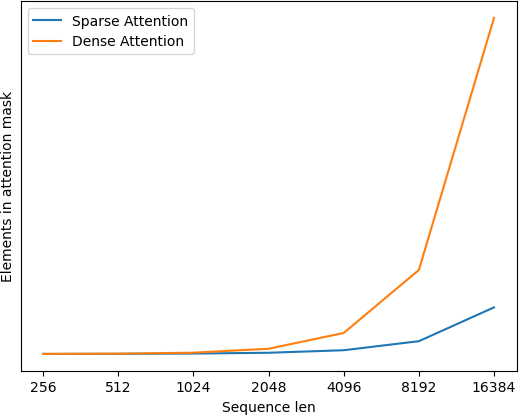 Sparse Attention
Dense Attention
Elements in attention mask
256 512 1024 2048 4096 8192 16384
Sequence len